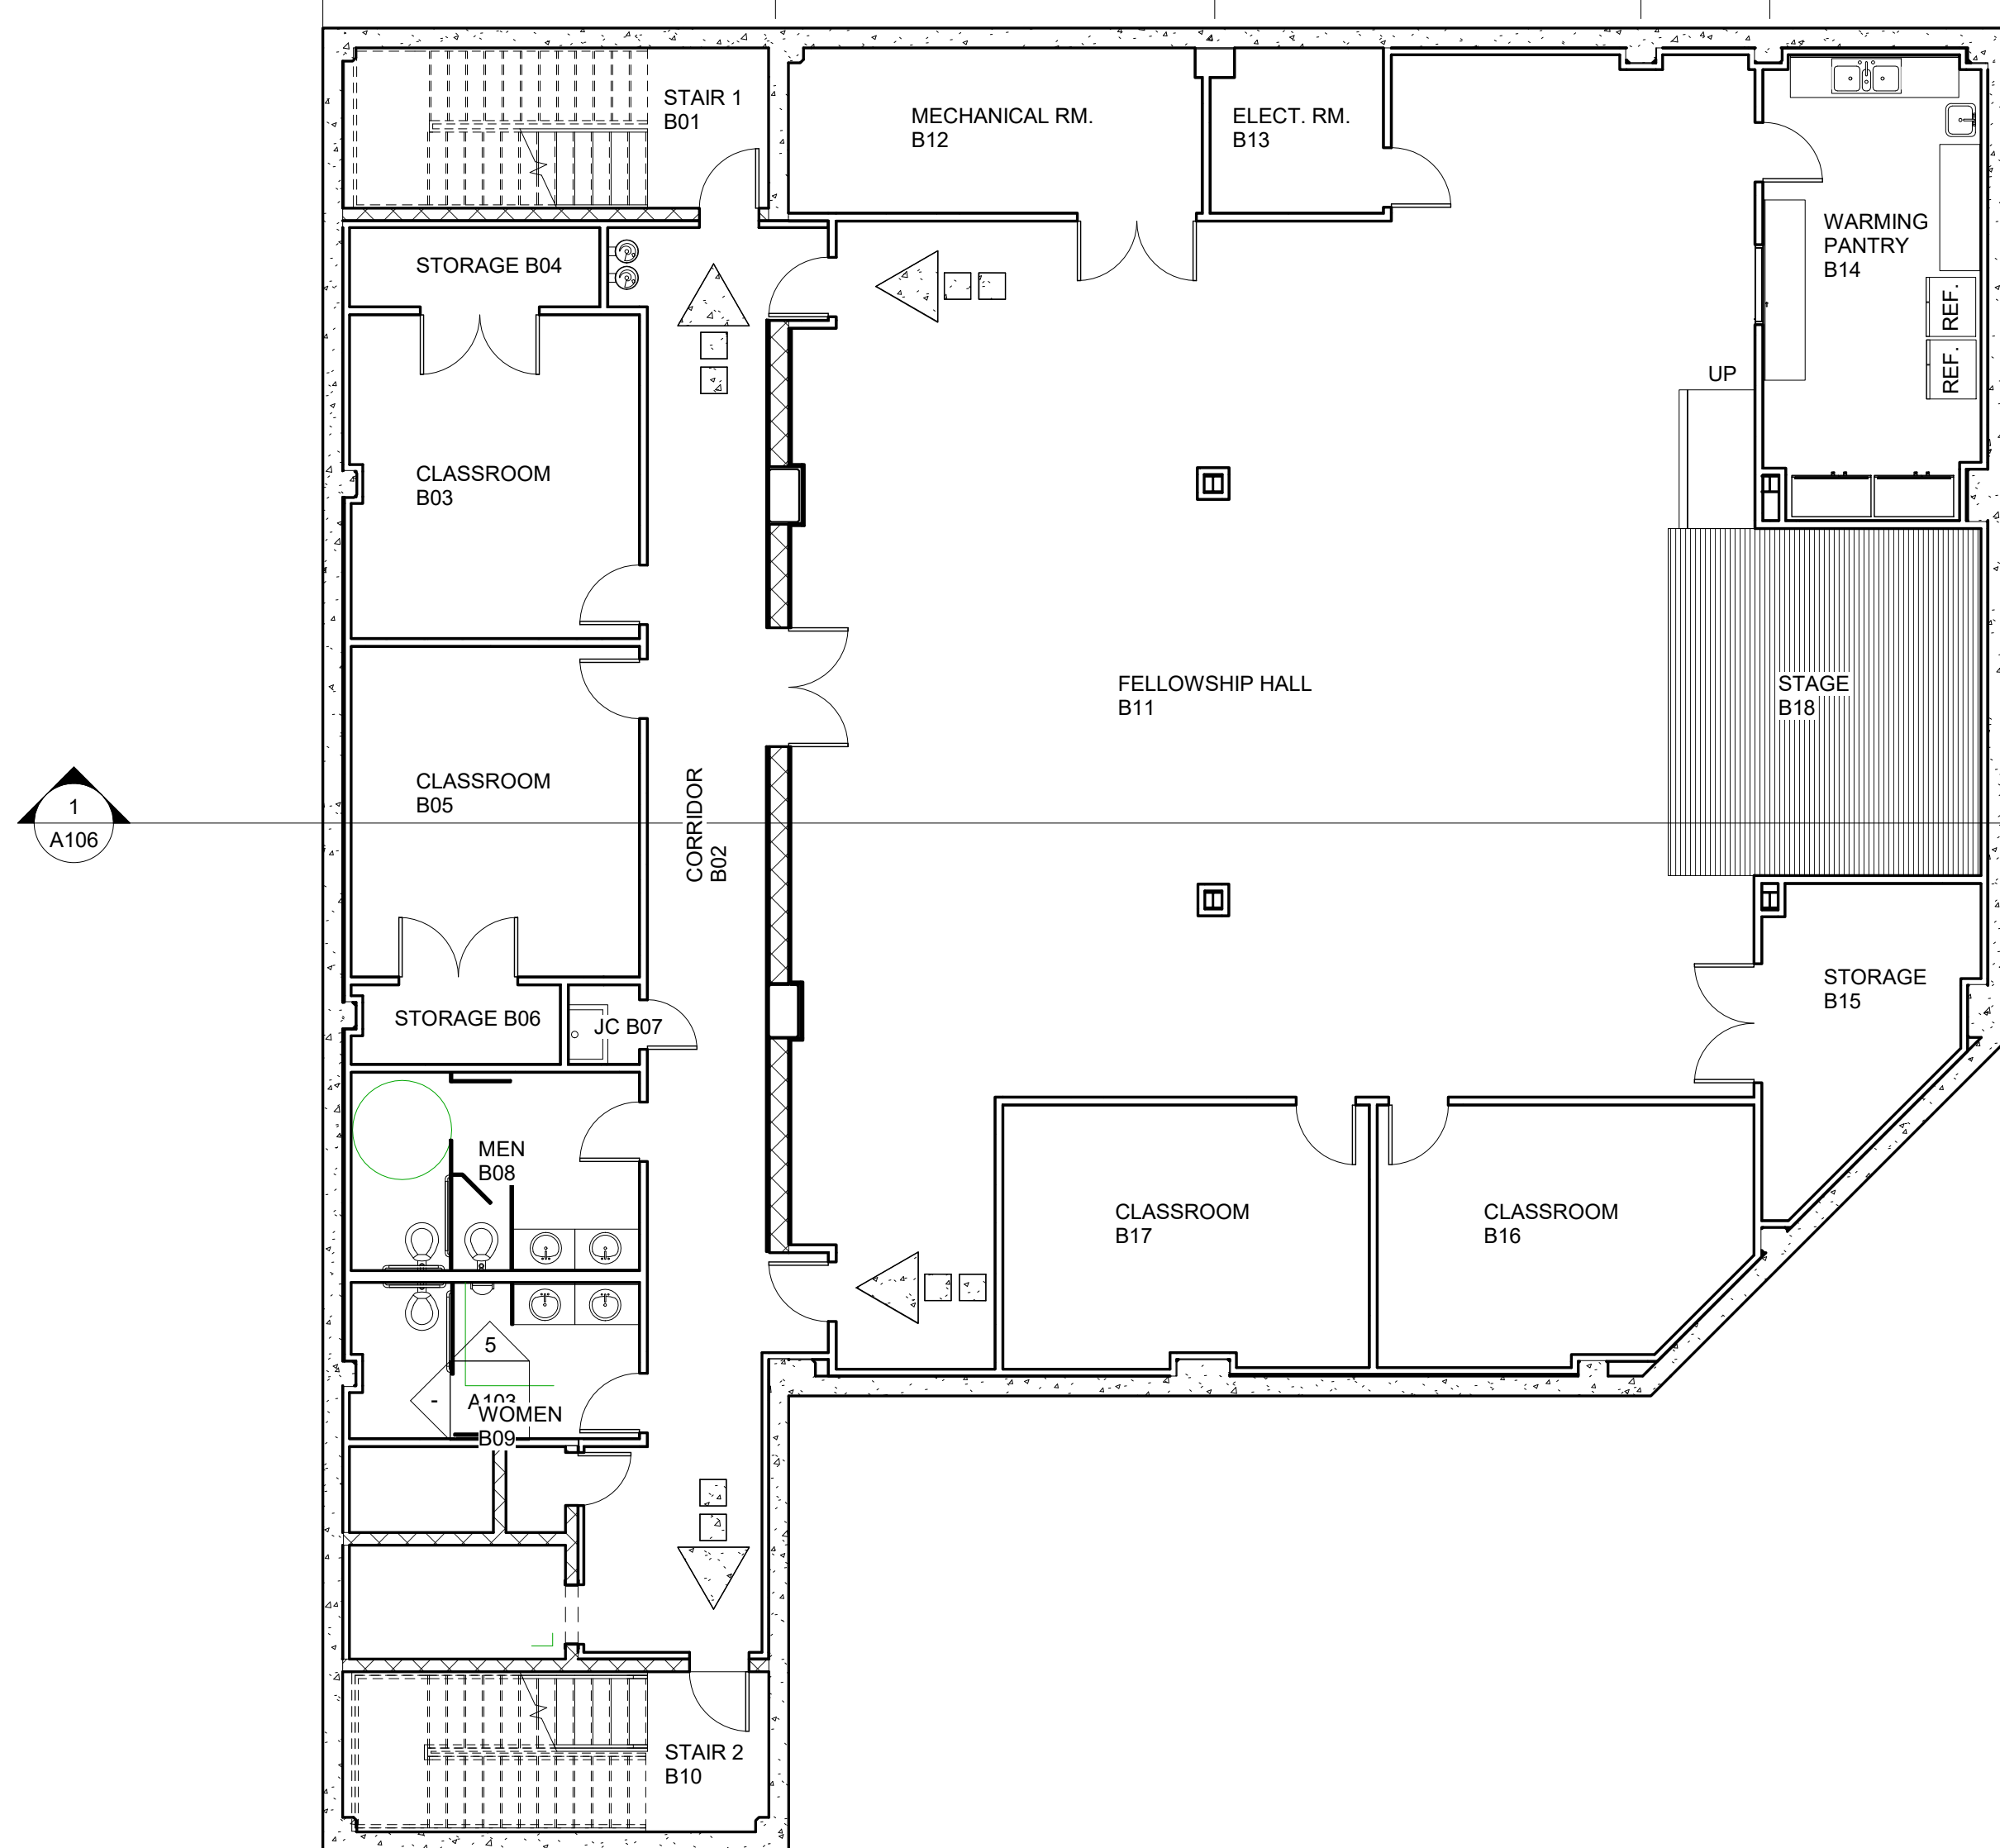 STAIR 1
B01
MECHANICAL RM.
B12
ELECT. RM.
B13
WARMING
PANTRY
B14
STORAGE B04
REF.
REF.
UP
CLASSROOM
B03
FELLOWSHIP HALL
B11
STAGE
B18
CLASSROOM
B05
CORRIDOR
B02
1
A106
STORAGE
B15
STORAGE B06
JC B07
MEN
B08
CLASSROOM
B17
CLASSROOM
B16
5
-
A103
WOMEN
B09
STAIR 2
B10